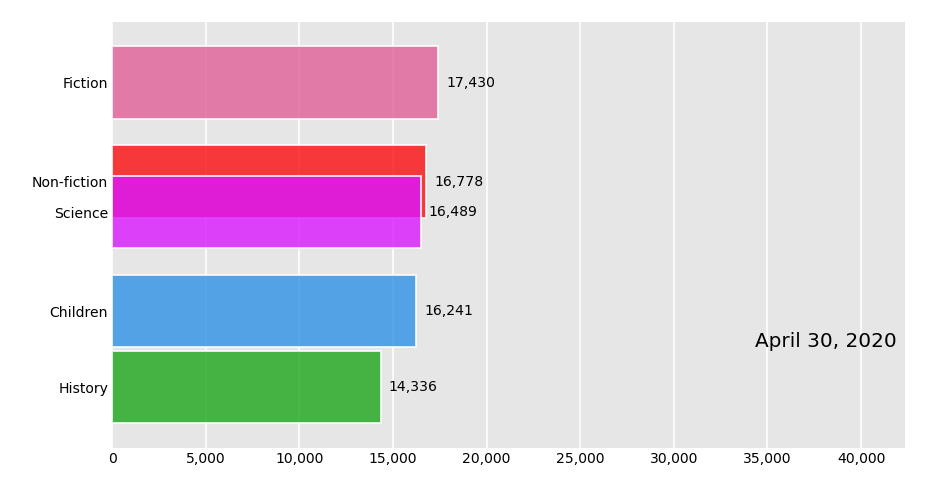 Fiction 17,430
Non-fiction 16,778
Science 16,489
Children 16,241
April 30, 2020
History 14,336
0 5,000 10,000 15,000 20,000 25,000 30,000 35,000 40,000